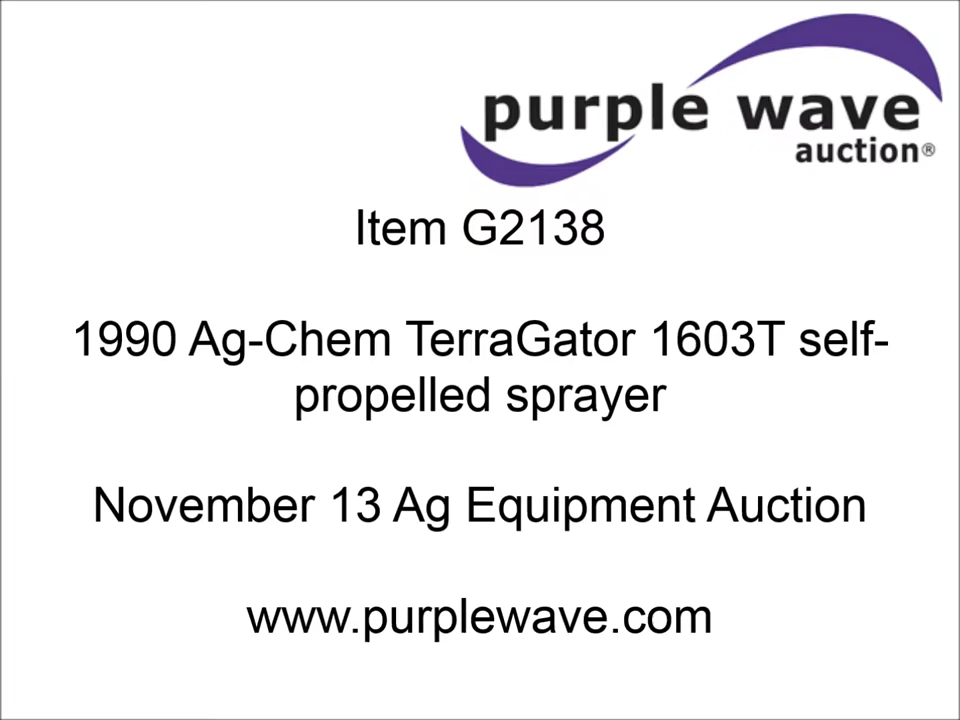 purple wave
auction®
Item G2138
1990 Ag-Chem TerraGator 1603T self-
propelled sprayer
November 13 Ag Equipment Auction
www.purplewave.com